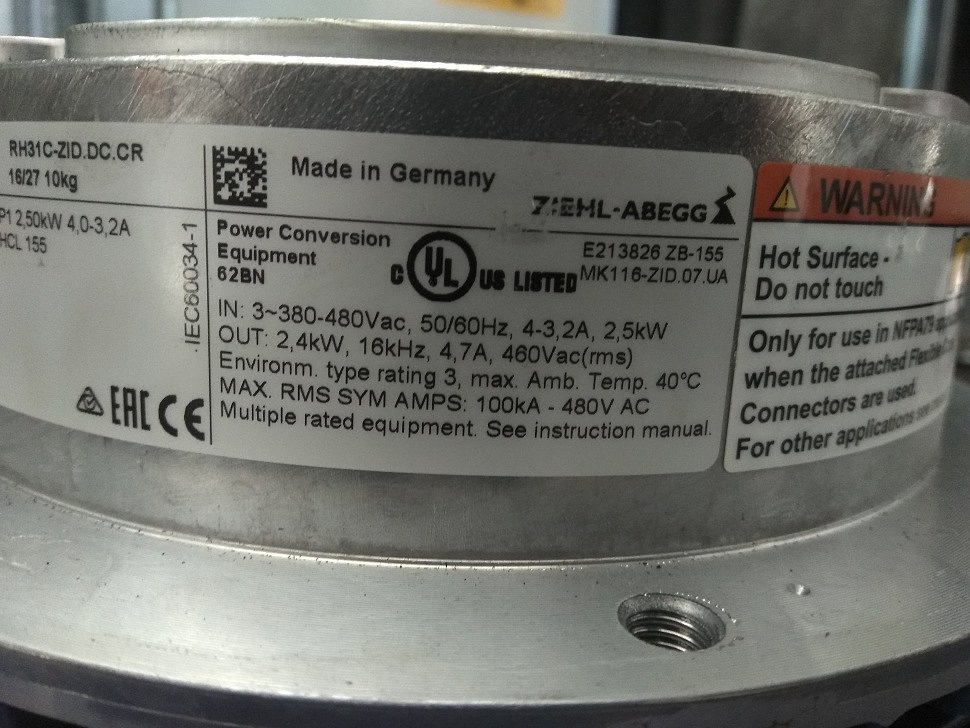 RH31C-ZID.DC.CR
16/27 10kg
P1 2,50kW 4,0-3,2A
HCL 155
IEC60034-1
EAC CE
Made in Germany
ZIEHL-ABEGG
Power Conversion
Equipment
62BN
C UL US LISTED
E213826 ZB-155
MK116-ZID.07.UA
IN: 3~380-480Vac, 50/60Hz, 4-3,2A, 2,5kW
OUT: 2,4kW, 16kHz, 4,7A, 460Vac(rms)
Environm. type rating 3, max. Amb. Temp. 40°C
MAX. RMS SYM AMPS: 100kA - 480V AC
Multiple rated equipment. See instruction manual.
WARNING
Hot Surface -
Do not touch
Only for use in NFPA79
when the attached
Connectors are used.
For other applications